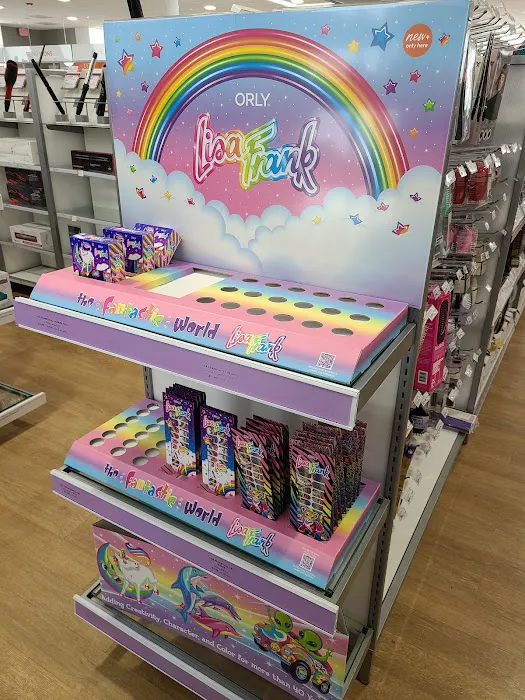 new+
only here
ORLY
Lisa Frank
the Fantastic World
Lisa Frank
the Fantastic World
Lisa Frank
Adding Creativity, Character, and Color for more than 40 Y